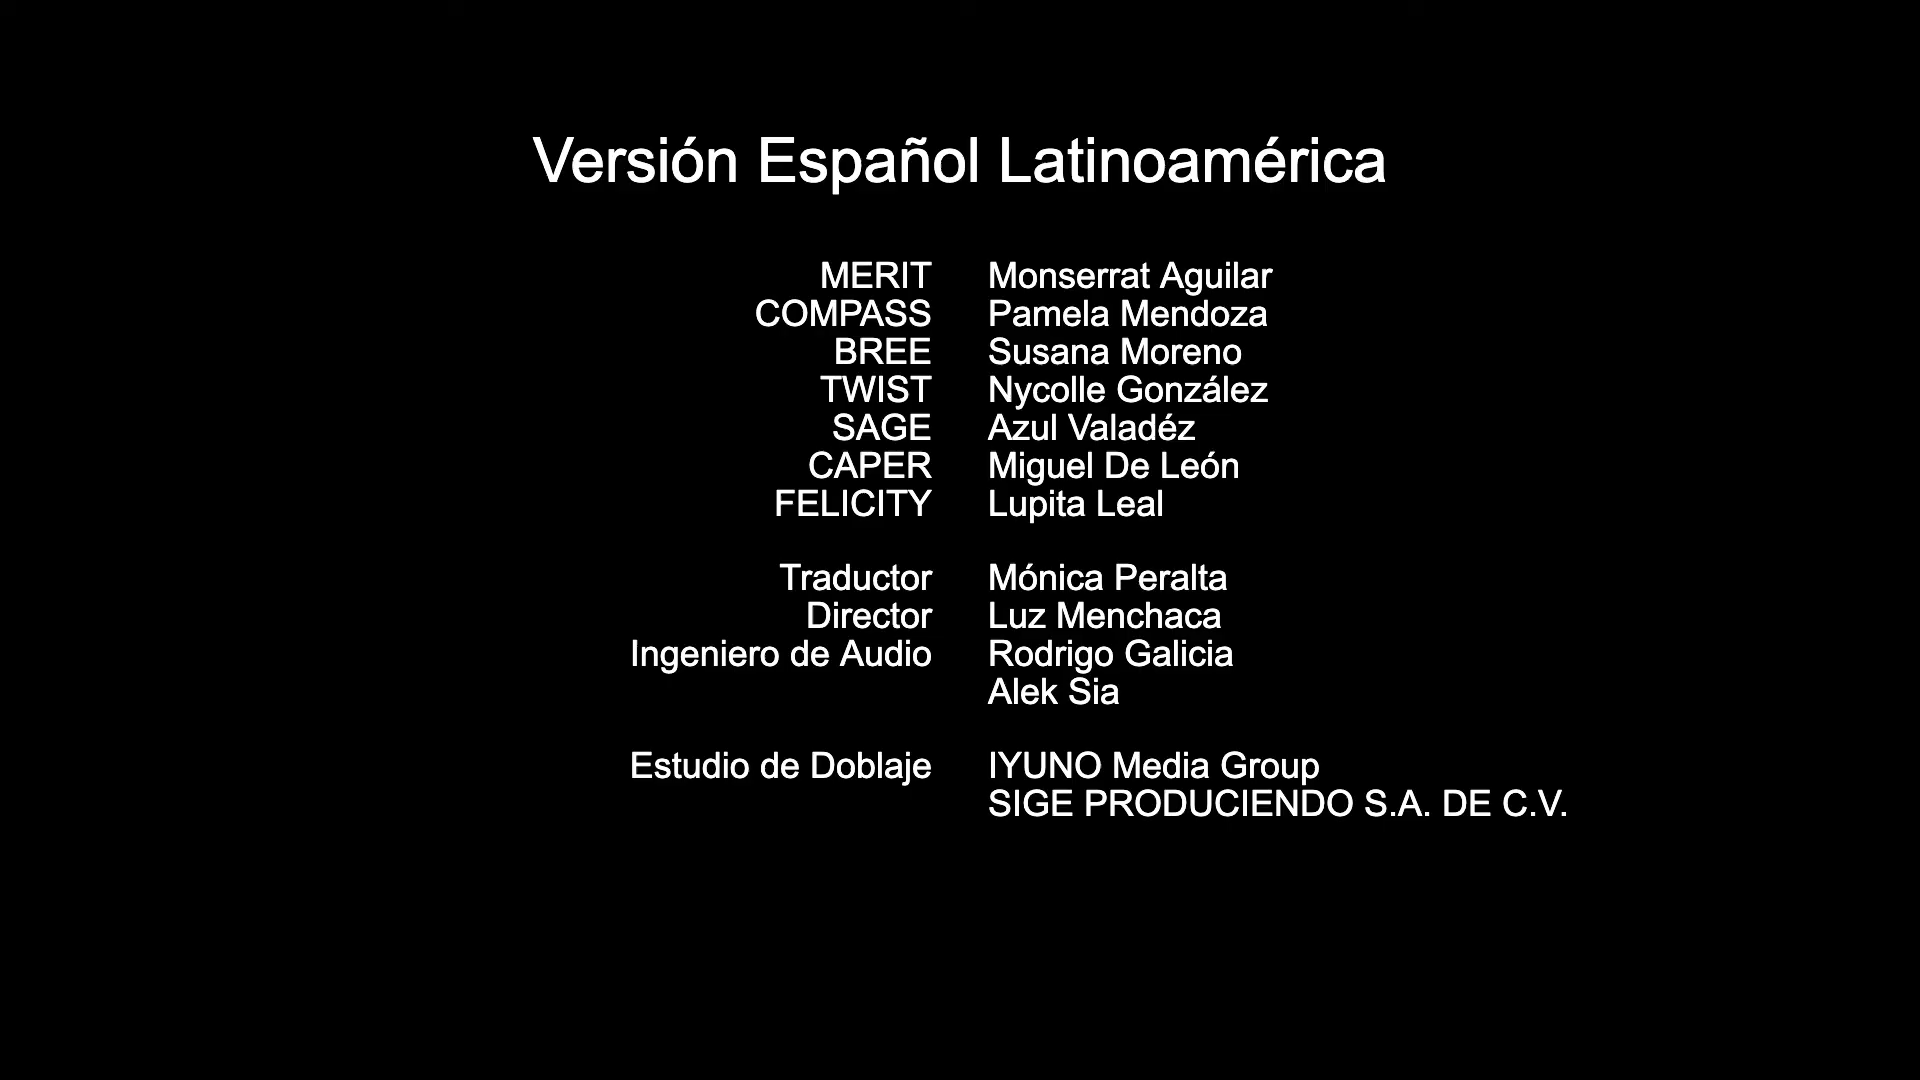 Versión Español Latinoamérica
MERIT Monserrat Aguilar
COMPASS Pamela Mendoza
BREE Susana Moreno
TWIST Nycolle González
SAGE Azul Valadéz
CAPER Miguel De León
FELICITY Lupita Leal
Traductor Mónica Peralta
Director Luz Menchaca
Ingeniero de Audio Rodrigo Galicia
Alek Sia
Estudio de Doblaje IYUNO Media Group
SIGE PRODUCIENDO S.A. DE C.V.